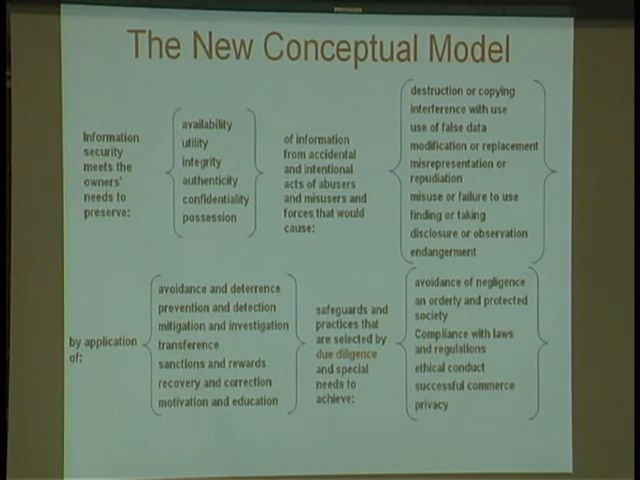 The New Conceptual Model
Information
security
meets the
owners'
needs to
preserve:
availability
utility
integrity
authenticity
confidentiality
possession
of information
from accidental
and intentional
acts of abusers
and misusers and
forces that would
cause:
destruction or copying
interference with use
use of false data
modification or replacement
misrepresentation or
repudiation
misuse or failure to use
finding or taking
disclosure or observation
endangerment
by application
of:
avoidance and deterrence
prevention and detection
mitigation and investigation
transference
sanctions and rewards
recovery and correction
motivation and education
safeguards and
practices that
are selected by
due diligence
and special
needs to
achieve:
avoidance of negligence
an orderly and protected
society
Compliance with laws
and regulations
ethical conduct
successful commerce
privacy